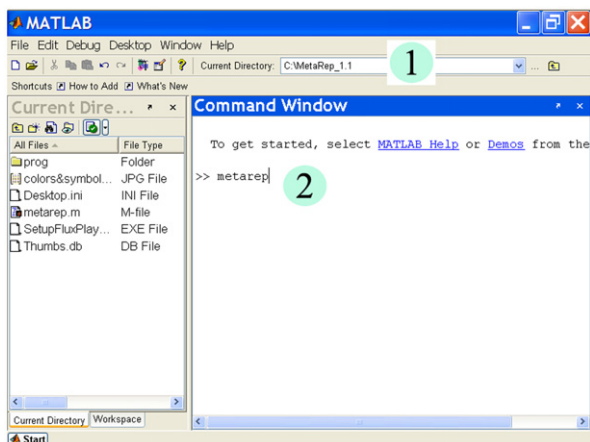 MATLAB
File Edit Debug Desktop Window Help
Current Directory: C:\MetaRep_1.1
1
Shortcuts How to Add What's New
Current Dire...
Command Window
All Files File Type
prog Folder
colors&symbol... JPG File
Desktop.ini INI File
metarep.m M-file
SetupFluxPlay... EXE File
Thumbs.db DB File
To get started, select MATLAB Help or Demos from the
>> metarep
2
Current Directory Workspace
Start